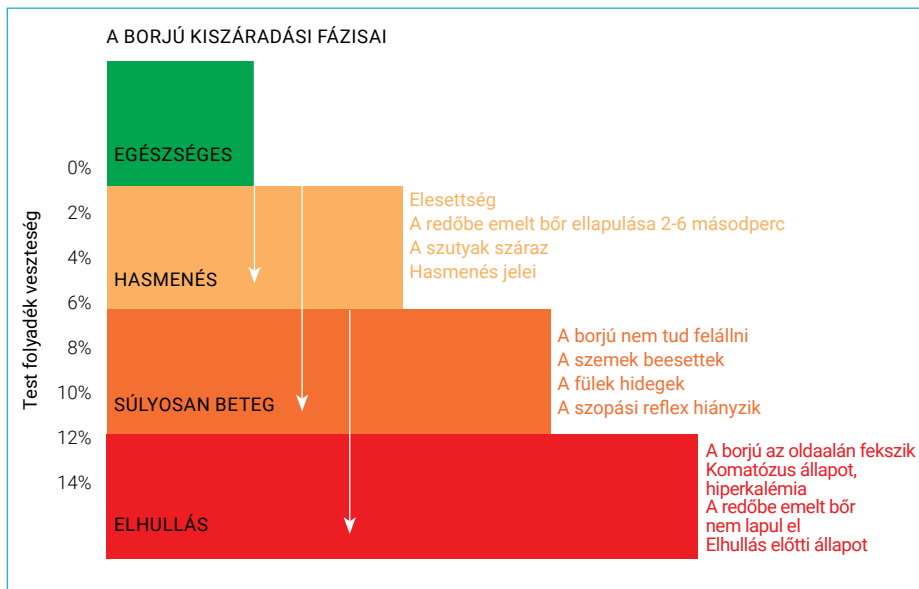 A BORJÚ KISZÁRADÁSI FÁZISAI
Test folyadék veszteség
EGÉSZSÉGES
0%
2%
4%
6%
8%
10%
12%
14%
HASMENÉS
Elesettség
A redőbe emelt bőr ellapulása 2-6 másodperc
A szutyak száraz
Hasmenés jelei
SÚLYOSAN BETEG
A borjú nem tud felállni
A szemek beesettek
A fülek hidegek
A szopási reflex hiányzik
ELHULLÁS
A borjú az oldaalán fekszik
Komatózus állapot,
hiperkalémia
A redőbe emelt bőr
nem lapul el
Elhullás előtti állapot